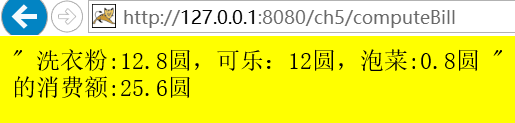 http://127.0.0.1:8080/ch5/computeBill
" 洗衣粉:12.8圆，可乐：12圆，泡菜:0.8圆 "
的消费额:25.6圆